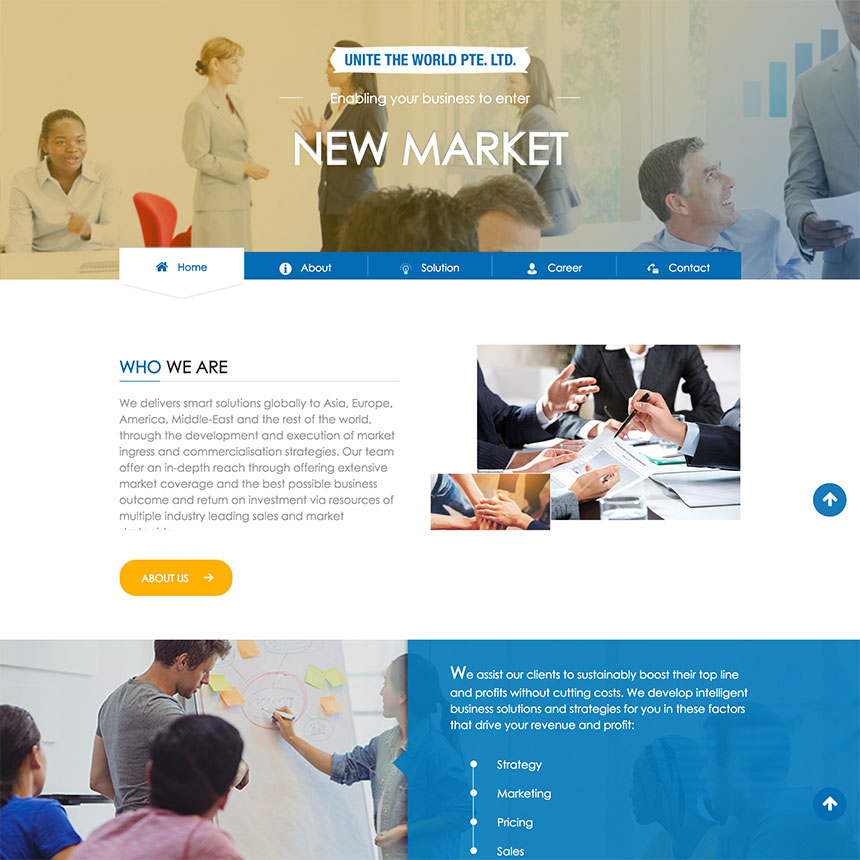 UNITE THE WORLD PTE. LTD.
Enabling your business to enter
NEW MARKET
Home About Solution Career Contact
WHO WE ARE
We delivers smart solutions globally to Asia, Europe,
America, Middle-East and the rest of the world,
through the development and execution of market
ingress and commercialisation strategies. Our team
offer an in-depth reach through offering extensive
market coverage and the best possible business
outcome and return on investment via resources of
multiple industry leading sales and market
ABOUT US
We assist our clients to sustainably boost their top line
and profits without cutting costs. We develop intelligent
business solutions and strategies for you in these factors
that drive your revenue and profit:
Strategy
Marketing
Pricing
Sales